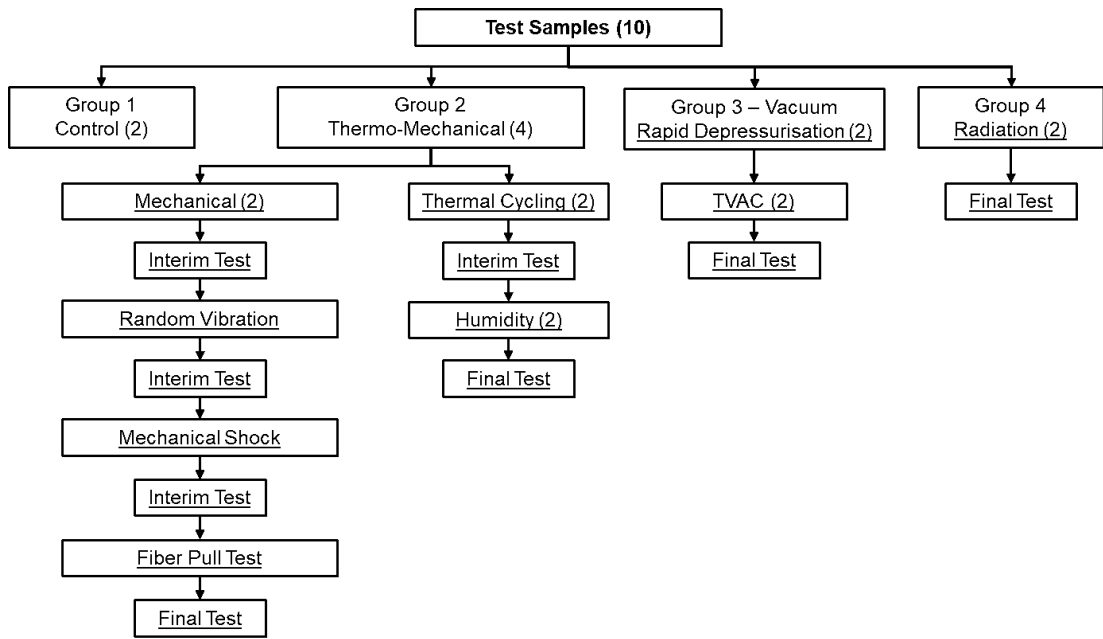 Test Samples (10)
Group 1
Control (2)
Group 2
Thermo-Mechanical (4)
Group 3 – Vacuum
Rapid Depressurisation (2)
Group 4
Radiation (2)
Mechanical (2)
Thermal Cycling (2)
TVAC (2)
Final Test
Interim Test
Interim Test
Final Test
Random Vibration
Humidity (2)
Interim Test
Final Test
Mechanical Shock
Interim Test
Fiber Pull Test
Final Test